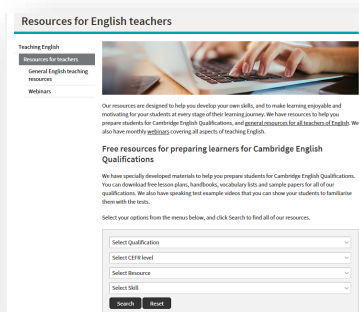 Resources for English teachers
Teaching English
Resources for teachers
General English teaching
resources
Webinars
Our resources are designed to help you develop your own skills, and to make learning enjoyable and
motivating for your students at every stage of their learning journey. We have resources to help you
prepare students for Cambridge English Qualifications, and general resources for all teachers of English. We
also have monthly webinars covering all aspects of teaching English.
Free resources for preparing learners for Cambridge English
Qualifications
We have specially developed materials to help you prepare students for Cambridge English Qualifications.
You can download free lesson plans, handbooks, vocabulary lists and sample papers for all of our
qualifications. We also have speaking test example videos that you can show your students to familiarise
them with the tests.
Select your options from the menus below, and click Search to find all of our resources.
Select Qualification
Select CEFR level
Select Resource
Select Skill
Search Reset